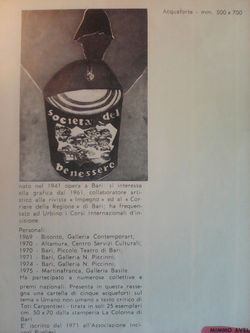 Acquaforte - mm. 500 x 700
Società del
benessere
nato nel 1941 opera a Bari; si interessa
alla grafica dal 1961, collaboratore arti-
stico alla rivista « Impegno » ed al « Cor-
riere della Regione » di Bari; ha frequen-
tato ad Urbino i Corsi Internazionali d'in-
cisione.
Personali:
1969 - Bitonto, Galleria Contemporart;
1970 - Altamura, Centro Servizi Culturali;
1970 - Bari, Piccolo Teatro di Bari;
1971 - Bari, Galleria N. Piccinni;
1974 - Bari, Galleria N. Piccinni;
1975 - Martinafranca, Galleria Basile
Ha partecipato a numerose collettive e
premi nazionali. Presenta in questa rasse-
gna una cartella di cinque acqueforti sul
tema « Umano non umano » testo critico di
Toti Carpentieri; tirata in soli 25 esemplari
cm. 50 x 70 dalla stamperia La Colonna di
Bari.
E' iscritto dal 1971 all'Associazione Inci-
MIMMO AVEL